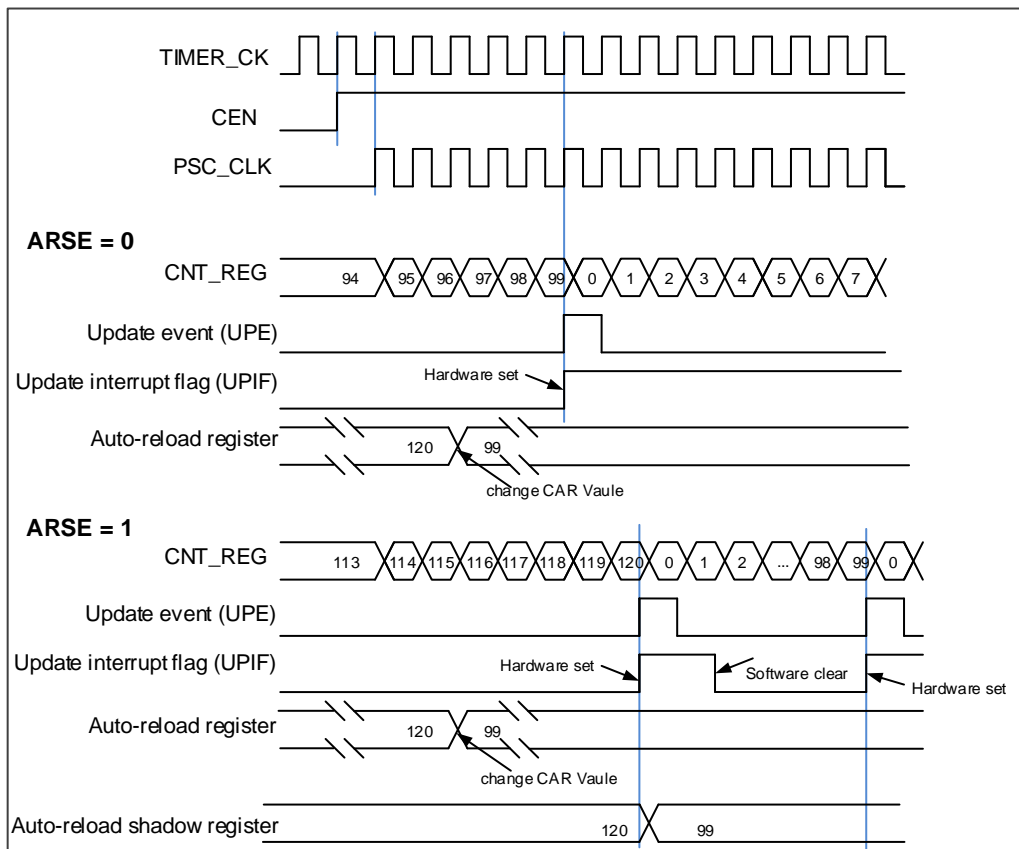 TIMER_CK
CEN
PSC_CLK
ARSE = 0
CNT_REG 94 95 96 97 98 99 0 1 2 3 4 5 6 7
Update event (UPE)
Hardware set
Update interrupt flag (UPIF)
Auto-reload register 120 99
change CAR Vaule
ARSE = 1
CNT_REG 113 114 115 116 117 118 119 120 0 1 2 ... 98 99 0
Update event (UPE)
Update interrupt flag (UPIF) Hardware set Software clear
Hardware set
Auto-reload register 120 99
change CAR Vaule
Auto-reload shadow register 120 99